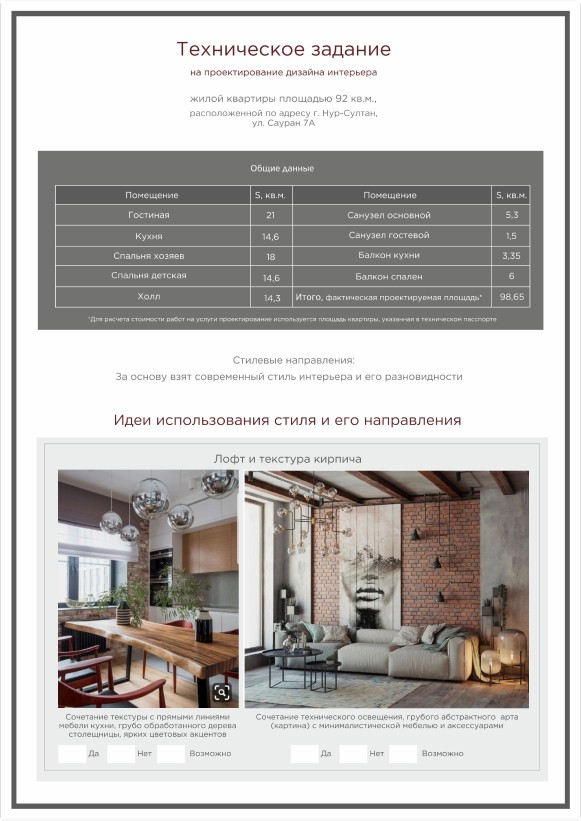 Техническое задание
на проектирование дизайна интерьера
жилой квартиры площадью 92 кв.м.,
расположенной по адресу г. Нур-Султан,
ул. Сауран 7А
Общие данные
Помещение S, кв.м. Помещение S, кв.м.
Гостиная 21 Санузел основной 5,3
Кухня 14,6 Санузел гостевой 1,5
Спальня хозяев 18 Балкон кухни 3,35
Спальня детская 14,6 Балкон спален 6
Холл 14,3 Итого, фактическая проектируемая площадь* 98,65
*Для расчета стоимости работ на услуги проектирование используется площадь квартиры, указанная в техническом пасспорте
Стилевые направления:
За основу взят современный стиль интерьера и его разновидности
Идеи использования стиля и его направления
Лофт и текстура кирпича
Сочетание текстуры с прямыми линиями
мебели кухни, грубо обработанного дерева
столещницы, ярких цветовых акцентов
Да Нет Возможно
Сочетание технического освещения, грубого абстрактного арта
(картина) с минималистической мебелью и аксессуарами
Да Нет Возможно